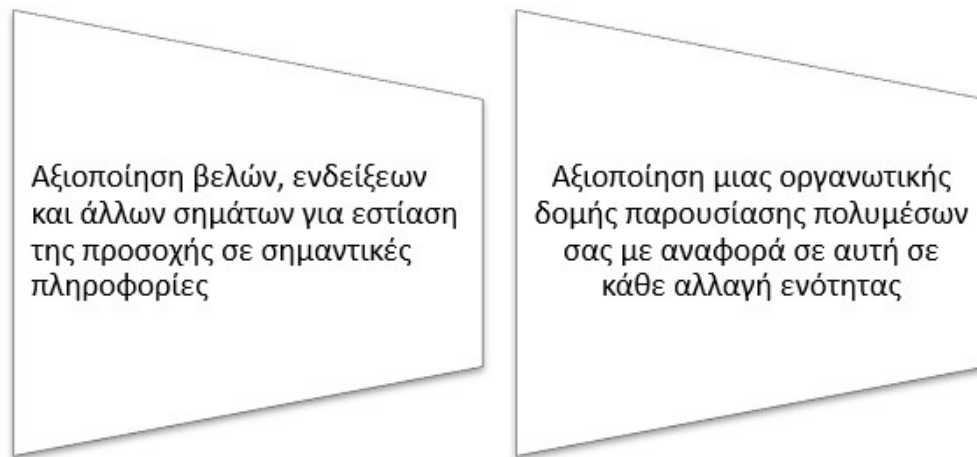 Αξιοποίηση βελών, ενδείξεων
και άλλων σημάτων για εστίαση
της προσοχής σε σημαντικές
πληροφορίες
Αξιοποίηση μιας οργανωτικής
δομής παρουσίασης πολυμέσων
σας με αναφορά σε αυτή σε
κάθε αλλαγή ενότητας